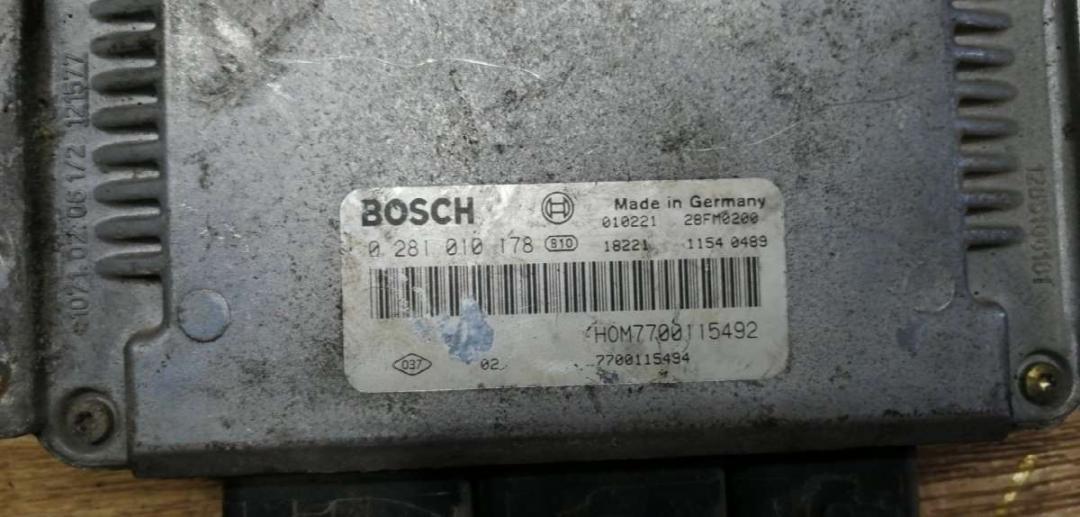 BOSCH
Made in Germany
010221 28FM0200
0 281 010 178 810 18221 1154 0489
HOM7700115492
037 02 7700115494